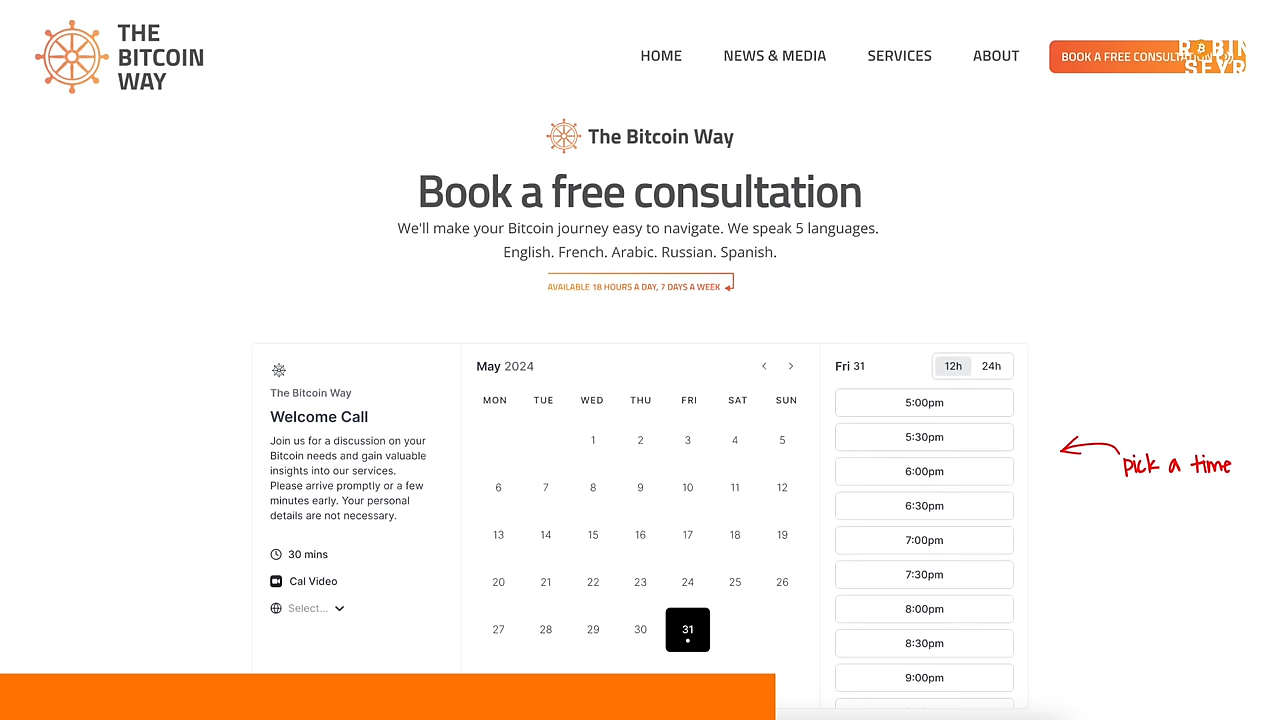 THE
BITCOIN
WAY
HOME NEWS & MEDIA SERVICES ABOUT BOOK A FREE
The Bitcoin Way
Book a free consultation
We'll make your Bitcoin journey easy to navigate. We speak 5 languages.
English. French. Arabic. Russian. Spanish.
AVAILABLE 18 HOURS A DAY, 7 DAYS A WEEK
The Bitcoin Way
Welcome Call
Join us for a discussion on your
Bitcoin needs and gain valuable
insights into our services.
Please arrive promptly or a few
minutes early. Your personal
details are not necessary.
30 mins
Cal Video
Select...
May 2024
MON TUE WED THU FRI SAT SUN
1 2 3 4 5
6 7 8 9 10 11 12
13 14 15 16 17 18 19
20 21 22 23 24 25 26
27 28 29 30 31
Fri 31 12h 24h
5:00pm
5:30pm
6:00pm
6:30pm
7:00pm
7:30pm
8:00pm
8:30pm
9:00pm
pick a time